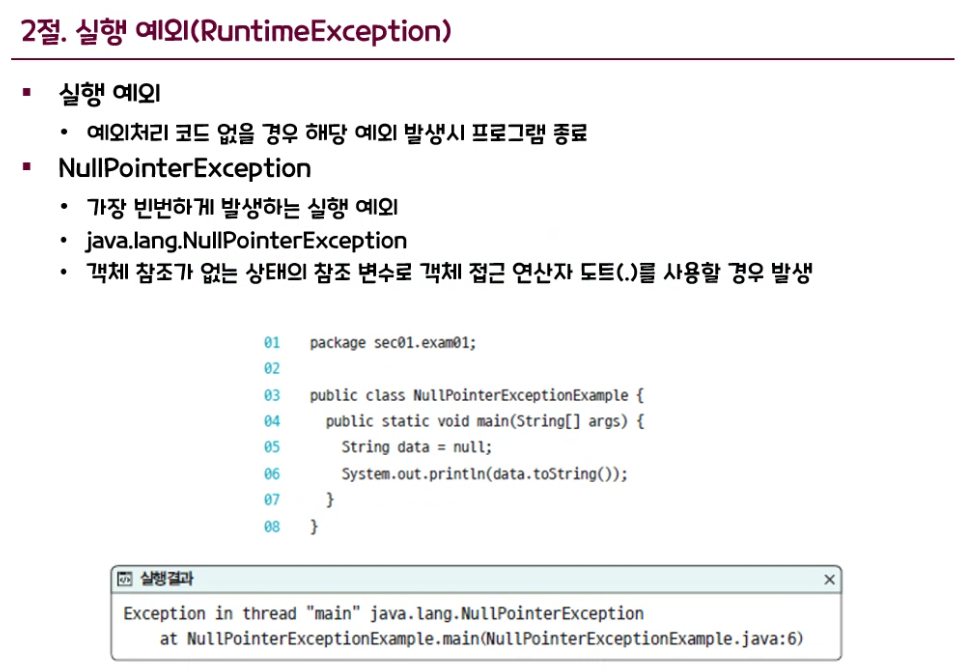 2절. 실행 예외(RuntimeException)
▪ 실행 예외
• 예외처리 코드 없을 경우 해당 예외 발생시 프로그램 종료
▪ NullPointerException
• 가장 빈번하게 발생하는 실행 예외
• java.lang.NullPointerException
• 객체 참조가 없는 상태의 참조 변수로 객체 접근 연산자 도트(.)를 사용할 경우 발생
01 package sec01.exam01;
02
03 public class NullPointerExceptionExample {
04 public static void main(String[] args) {
05 String data = null;
06 System.out.println(data.toString());
07 }
08 }
실행결과
Exception in thread "main" java.lang.NullPointerException
at NullPointerExceptionExample.main(NullPointerExceptionExample.java:6)